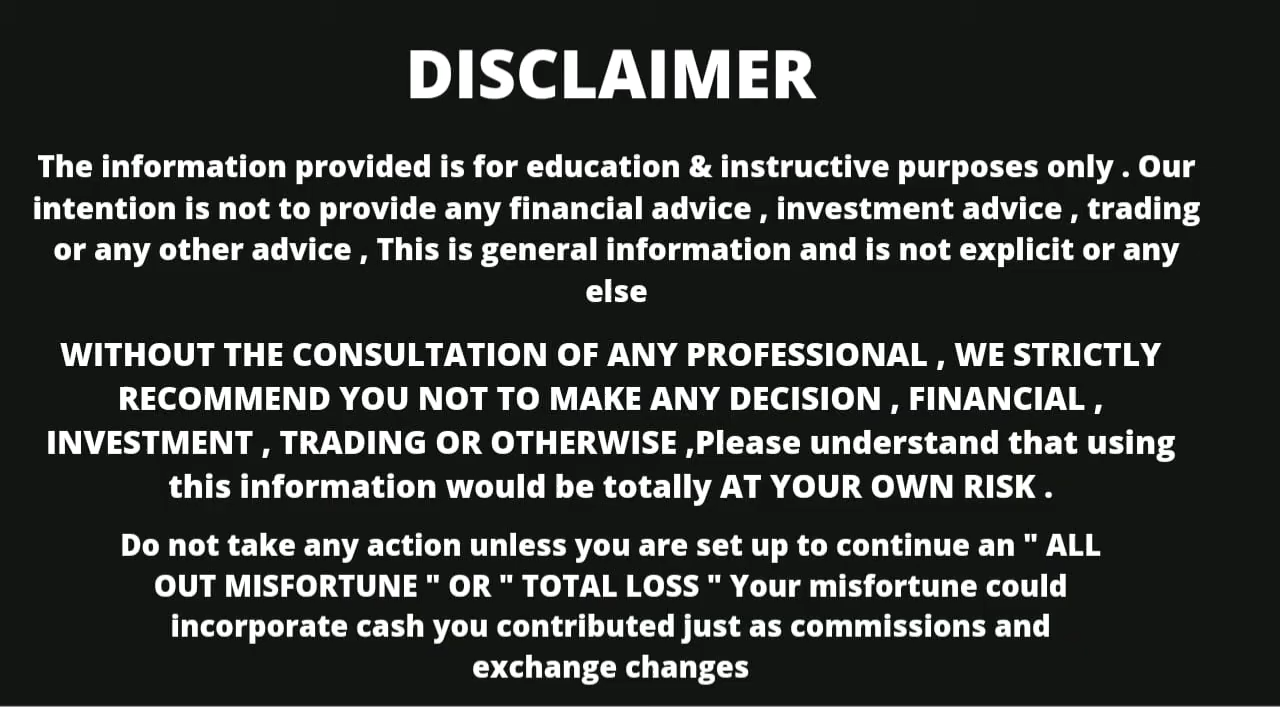 DISCLAIMER
The information provided is for education & instructive purposes only . Our
intention is not to provide any financial advice , investment advice , trading
or any other advice , This is general information and is not explicit or any
else
WITHOUT THE CONSULTATION OF ANY PROFESSIONAL , WE STRICTLY
RECOMMEND YOU NOT TO MAKE ANY DECISION , FINANCIAL ,
INVESTMENT , TRADING OR OTHERWISE ,Please understand that using
this information would be totally AT YOUR OWN RISK .
Do not take any action unless you are set up to continue an " ALL
OUT MISFORTUNE " OR " TOTAL LOSS " Your misfortune could
incorporate cash you contributed just as commissions and
exchange changes